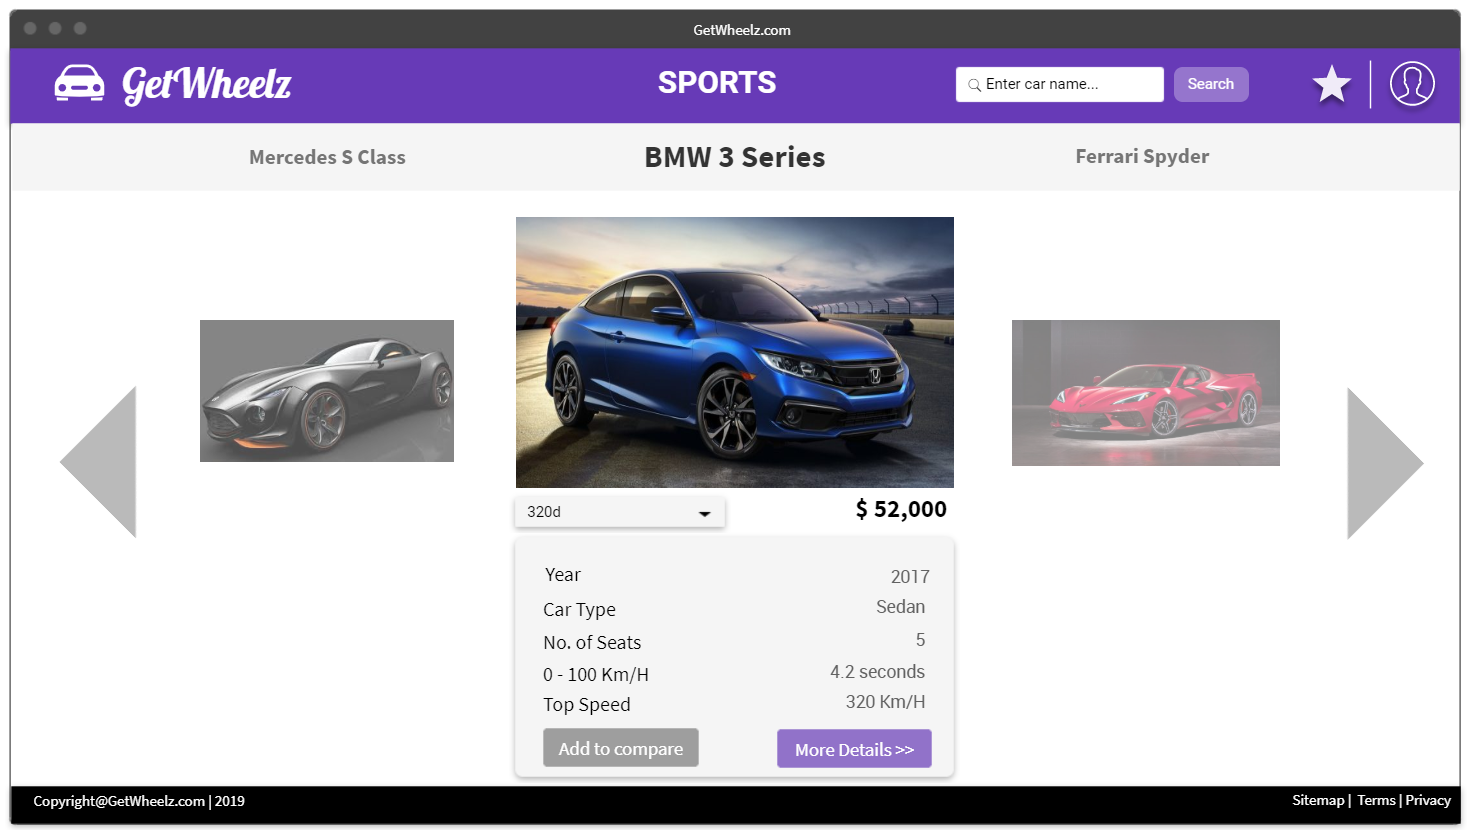 GetWheelz.com
GetWheelz
SPORTS
Enter car name...
Search
Mercedes S Class
BMW 3 Series
Ferrari Spyder
320d
$ 52,000
Year 2017
Car Type Sedan
No. of Seats 5
0 - 100 Km/H 4.2 seconds
Top Speed 320 Km/H
Add to compare
More Details >>
Copyright@GetWheelz.com | 2019
Sitemap | Terms | Privacy